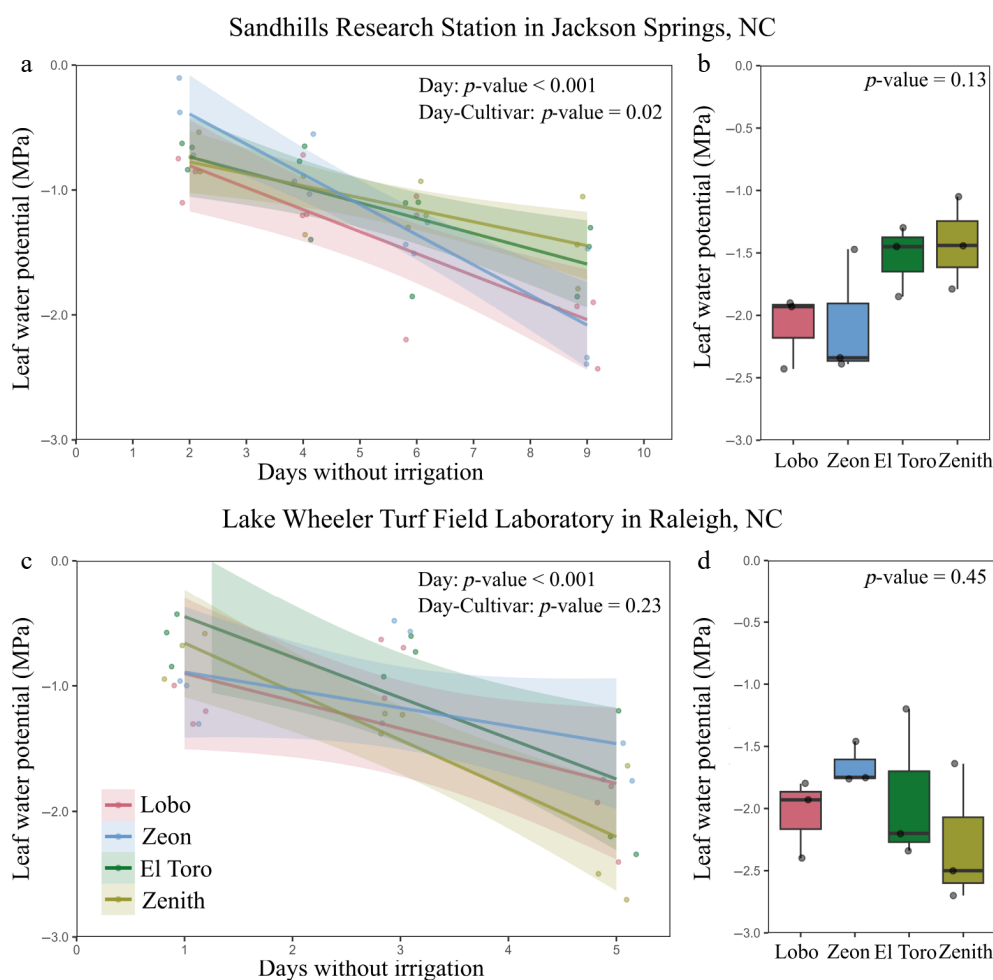 Sandhills Research Station in Jackson Springs, NC
a
b
0.0
−1.0
−2.0
−3.0
Leaf water potential (MPa)
Day: p-value < 0.001
Day-Cultivar: p-value = 0.02
0 1 2 3 4 5 6 7 8 9 10
Days without irrigation
0.0
−0.5
−1.0
−1.5
−2.0
−2.5
−3.0
Leaf water potential (MPa)
p-value = 0.13
Lobo Zeon El Toro Zenith
Lake Wheeler Turf Field Laboratory in Raleigh, NC
c
d
0.0
−1.0
−2.0
−3.0
Leaf water potential (MPa)
Day: p-value < 0.001
Day-Cultivar: p-value = 0.23
Lobo
Zeon
El Toro
Zenith
0 1 2 3 4 5
Days without irrigation
0.0
−0.5
−1.0
−1.5
−2.0
−2.5
−3.0
Leaf water potential (MPa)
p-value = 0.45
Lobo Zeon El Toro Zenith